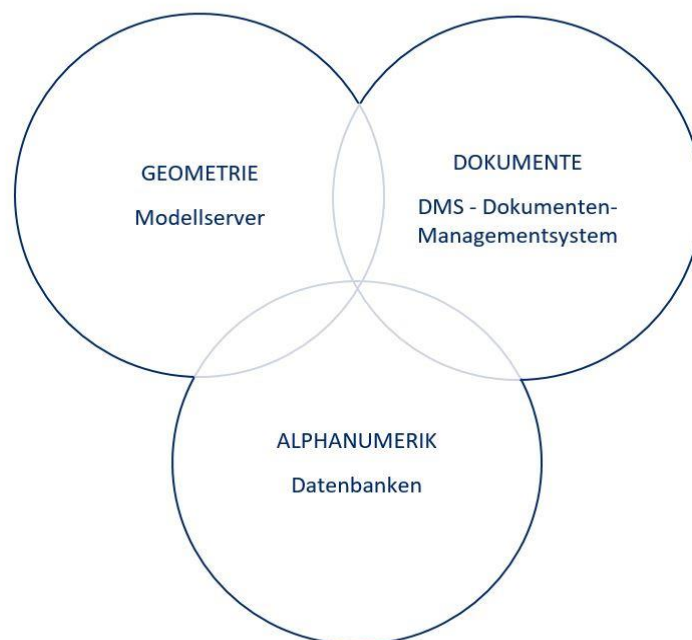 GEOMETRIE
Modellserver
DOKUMENTE
DMS - Dokumenten-
Managementsystem
ALPHANUMERIK
Datenbanken